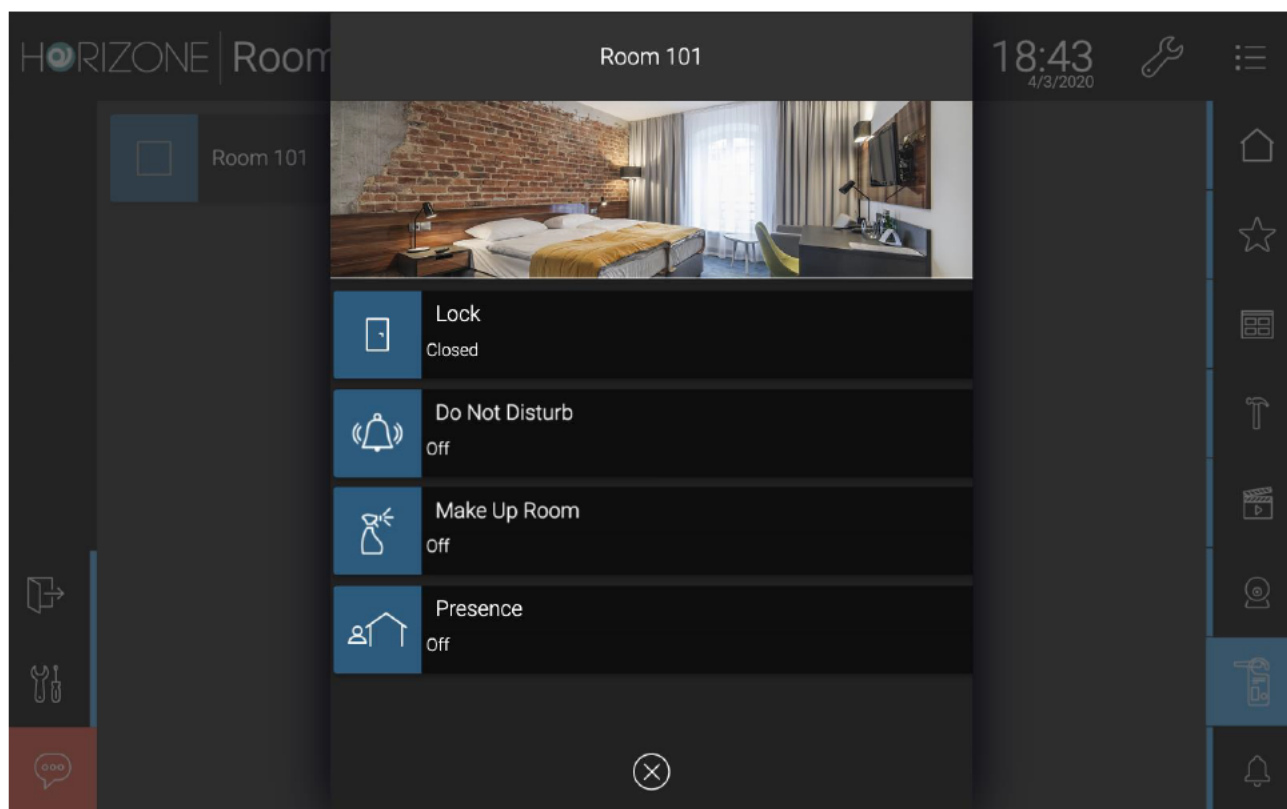 HORIZONE Room
Room 101
18:43
4/3/2020
Room 101
Lock
Closed
Do Not Disturb
Off
Make Up Room
Off
Presence
Off